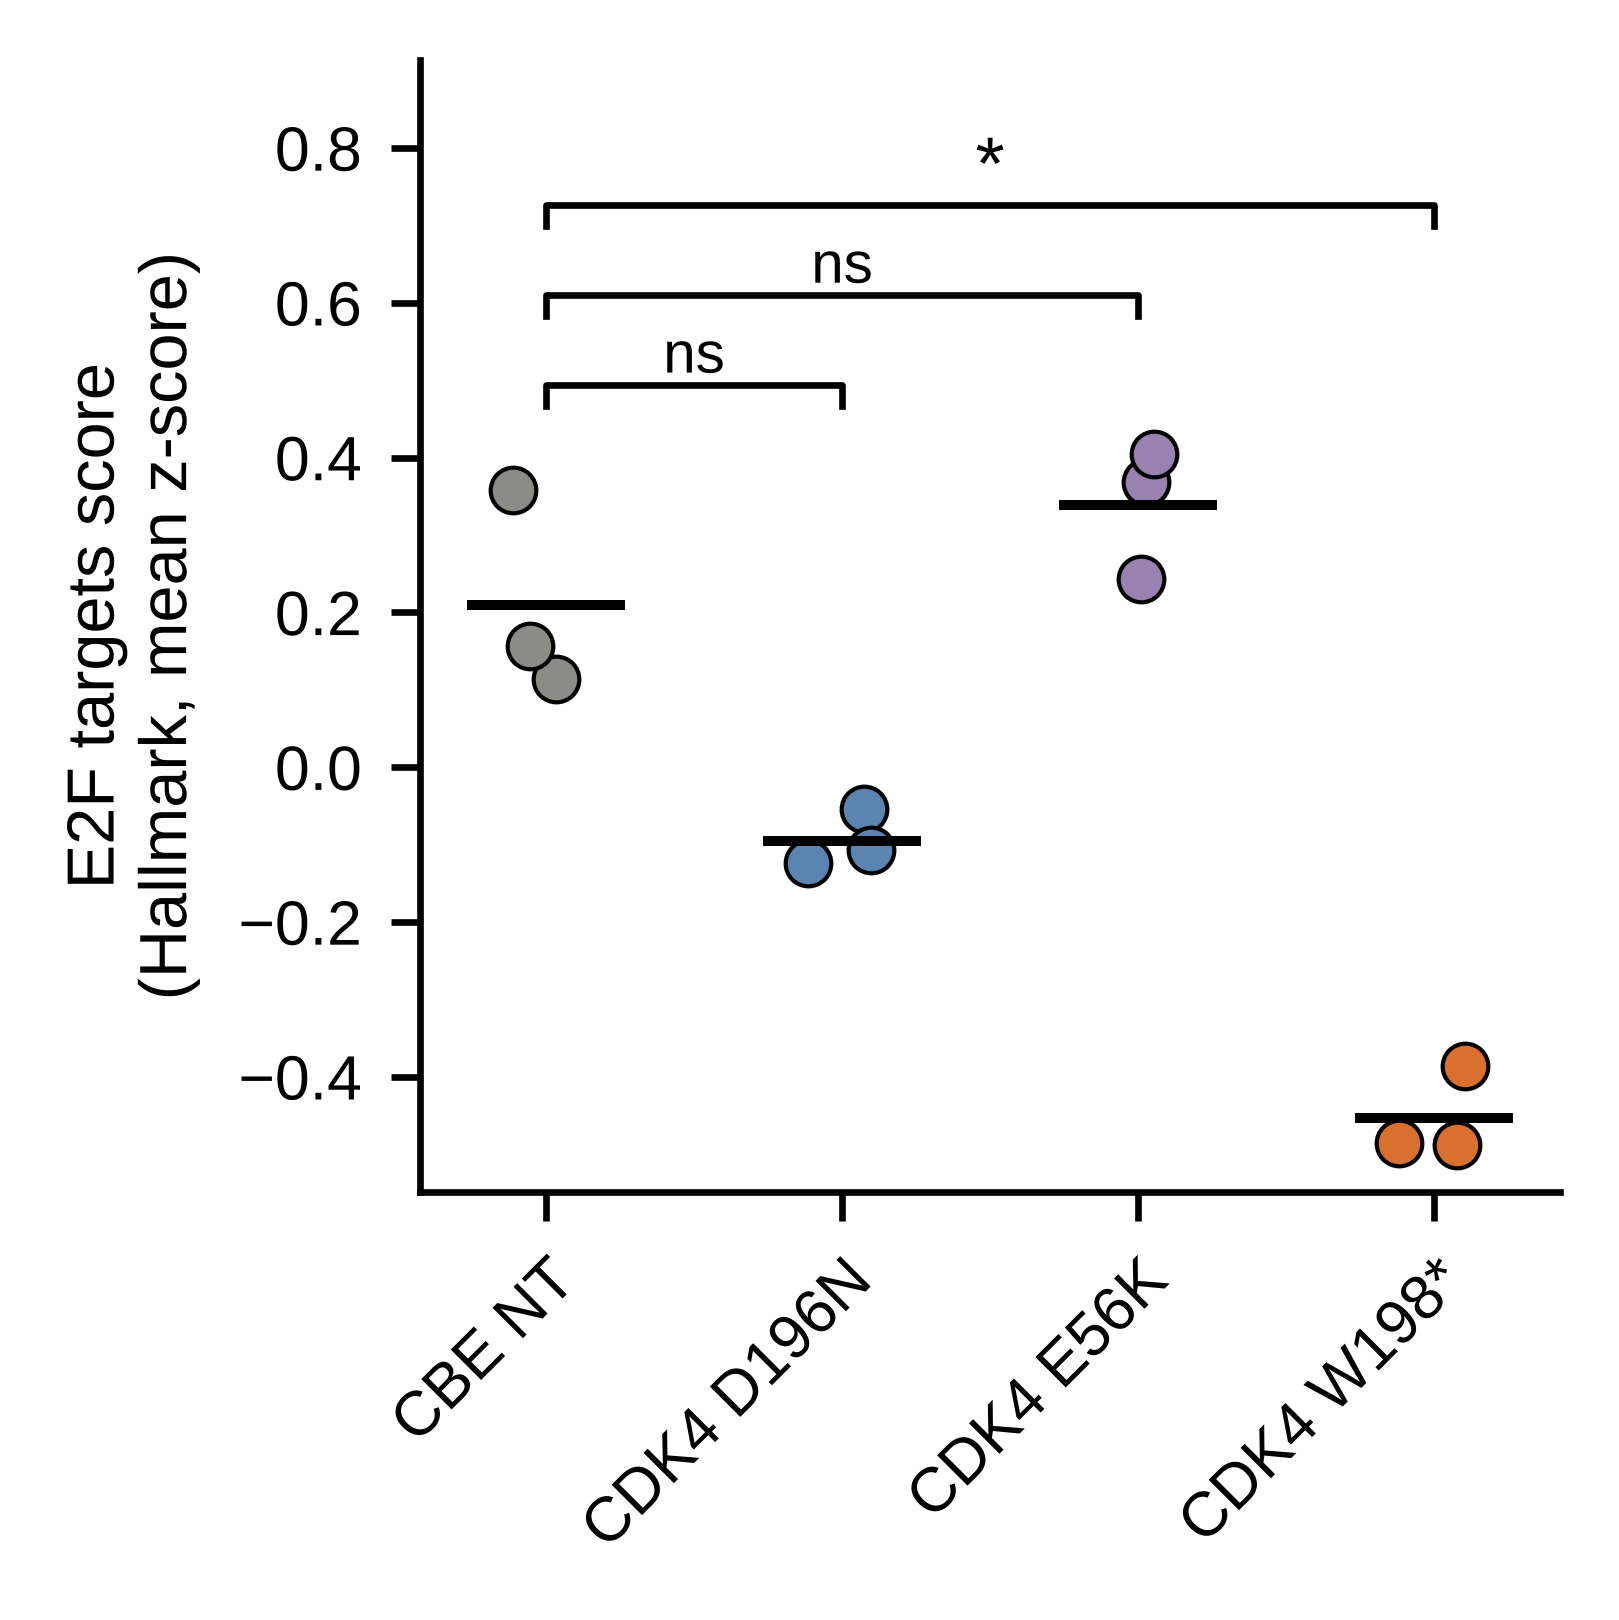 E2F targets score
(Hallmark, mean z-score)
0.8
0.6
0.4
0.2
0.0
−0.2
−0.4
*
ns
ns
CBE NT
CDK4 D196N
CDK4 E56K
CDK4 W198*